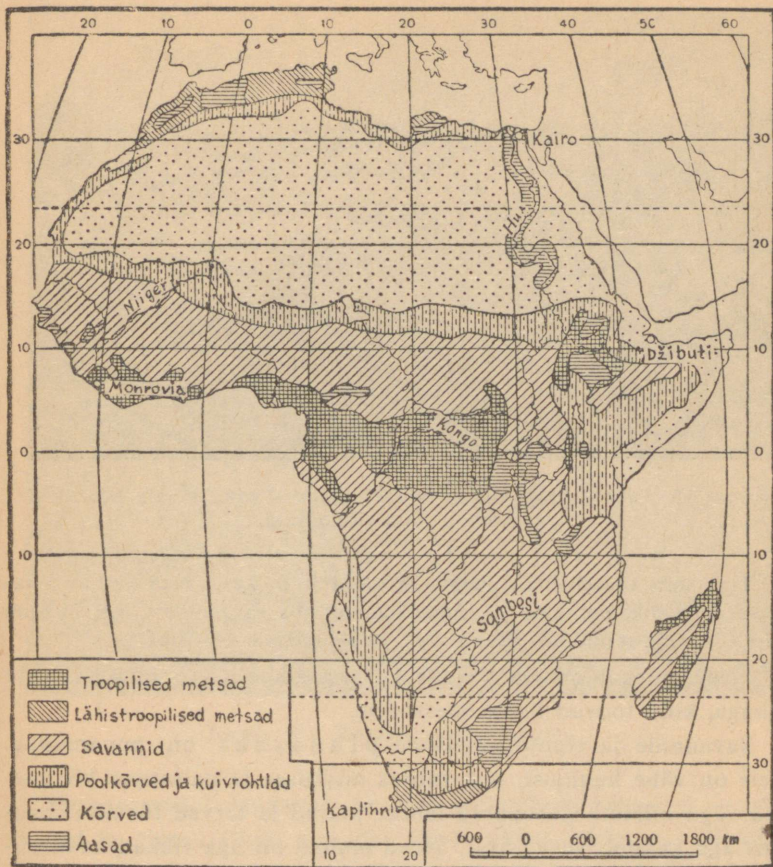 20 10 0 10 20 30 40 50 60
30 30
Kairo
Niilus
20 20
Niiger
10 10
Džibuti
Monrovia
Kongo
0 0
10 10
Sambesi
20 20
30 30
Kaplinn
10 20
Troopilised metsad
Lähistroopilised metsad
Savannid
Poolkõrved ja kuivrohtlad
Kõrved
Aasad
600 0 600 1200 1800 km